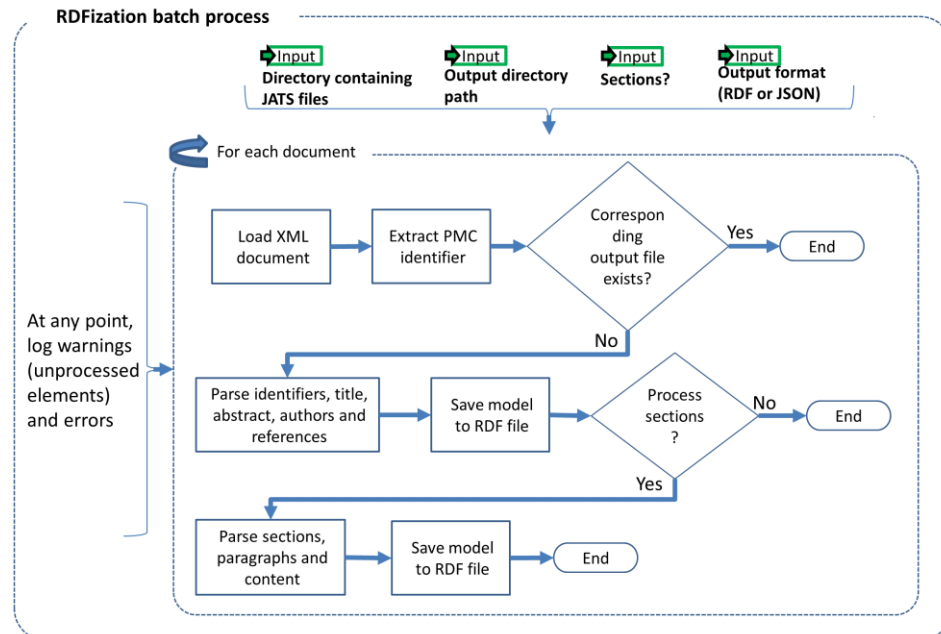 RDFization batch process
Input
Directory containing
JATS files
Input
Output directory
path
Input
Sections?
Input
Output format
(RDF or JSON)
For each document
Load XML
document
Extract PMC
identifier
Correspon
ding
output file
exists?
Yes
End
No
At any point,
log warnings
(unprocessed
elements)
and errors
Parse identifiers, title,
abstract, authors and
references
Save model
to RDF file
Process
sections
?
No
End
Yes
Parse sections,
paragraphs and
content
Save model
to RDF file
End